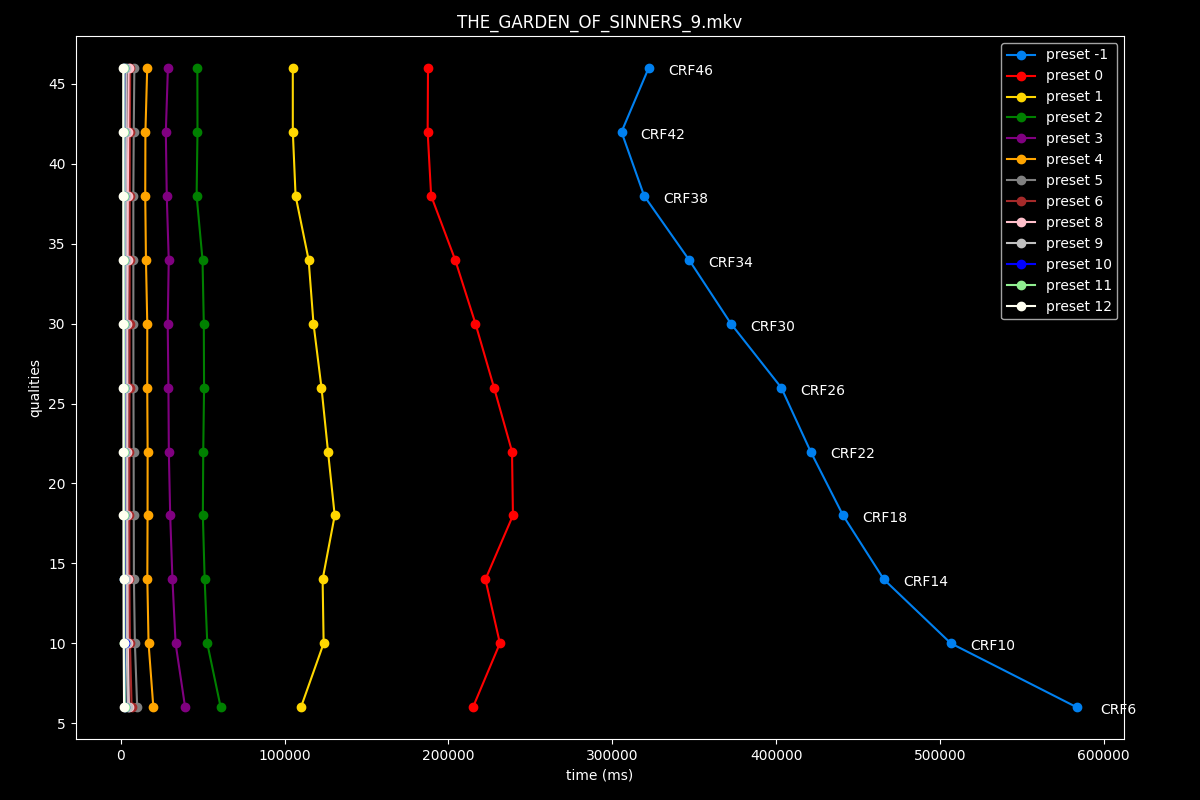 THE_GARDEN_OF_SINNERS_9.mkv
preset -1
preset 0
preset 1
preset 2
preset 3
preset 4
preset 5
preset 6
preset 8
preset 9
preset 10
preset 11
preset 12
CRF46
CRF42
CRF38
CRF34
CRF30
CRF26
CRF22
CRF18
CRF14
CRF10
CRF6
qualities
45
40
35
30
25
20
15
10
5
0 100000 200000 300000 400000 500000 600000
time (ms)